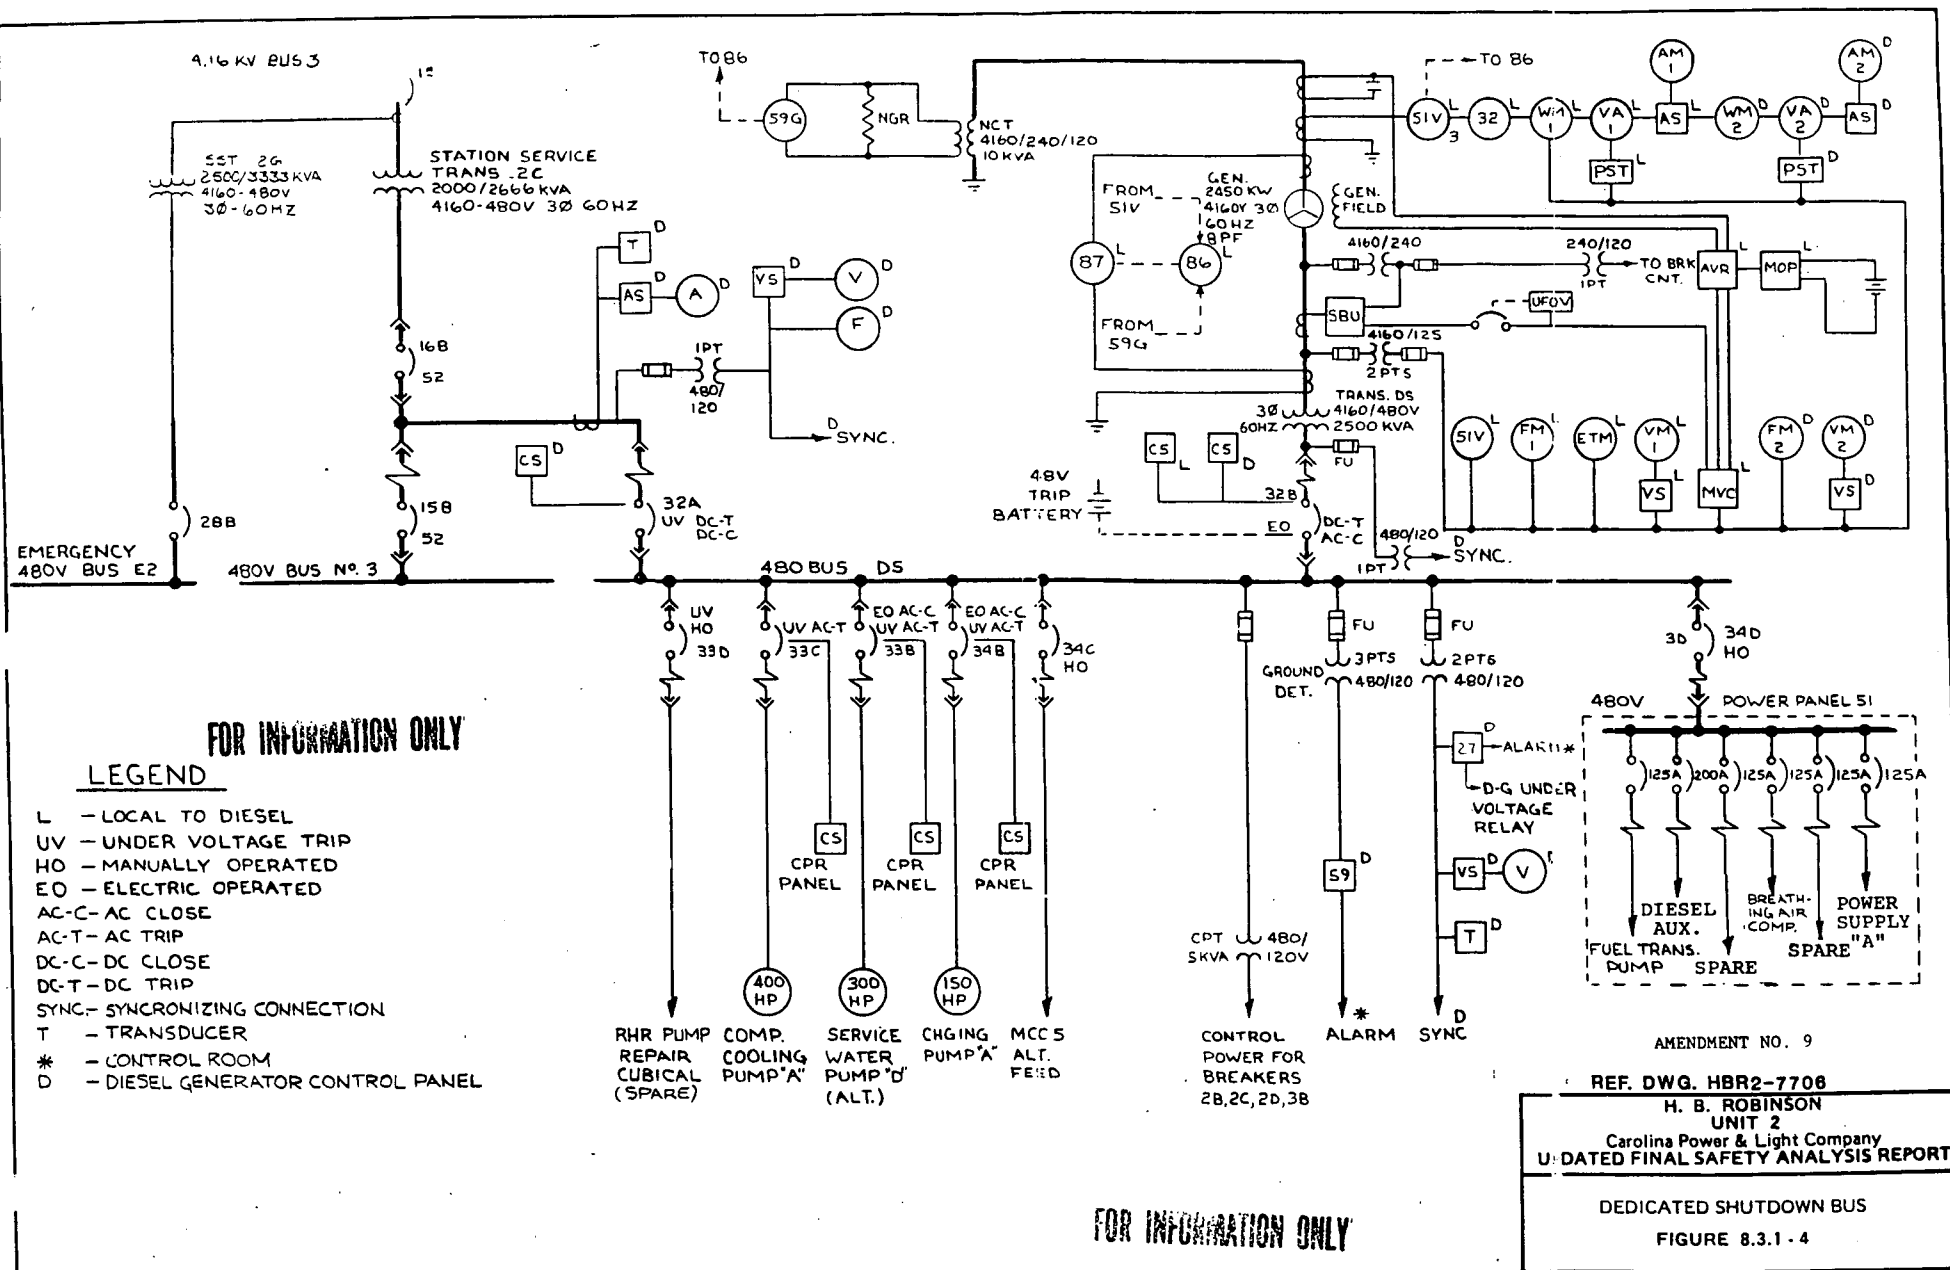 4.16 KV BUS 3
SST 2G
2500/3333 KVA
4160-480V
3Ø-60HZ
STATION SERVICE
TRANS. 2C
2000/2666 KVA
4160-480V 3Ø 60HZ
16B
52
15B
52
28B
EMERGENCY
480V BUS E2
480V BUS Nº. 3
T D
AS D
A D
VS D
V D
F D
1PT
480/
120
D
SYNC.
CS D
32A
UV DC-T
DC-C
TO 86
59G
NGR
NCT
4160/240/120
10 KVA
FROM
51V
GEN.
2450 KW
4160Y 3Ø
60 HZ
8PF
GEN.
FIELD
87 L
86 L
FROM
59G
TO 86
51V L
3
32 L
WM
1 L
VA
1 L
AM
1
AS L
WM
2 D
VA
2 D
AM
2 D
AS D
PST L
PST D
4160/240
240/120
1PT
TO BRK
CNT.
AVR L
MOP L
SBU
UFOV
4160/125
2 PTS
TRANS. DS
4160/480V
2500 KVA
3Ø
60HZ
FU
CS L
CS D
48V
TRIP
BATTERY
32B
EO
DC-T
AC-C
480/120
1PT
D
SYNC.
51V L
FM
1 L
ETM L
VM
1 L
VS L
MVC L
FM
2 D
VM
2 D
VS D
480 BUS DS
UV
HO
33D
UV AC-T
33C
EO AC-C
UV AC-T
33B
EO AC-C
UV AC-T
34B
34C
HO
CS
CPR
PANEL
CS
CPR
PANEL
CS
CPR
PANEL
400
HP
300
HP
150
HP
RHR PUMP
REPAIR
CUBICAL
(SPARE)
COMP.
COOLING
PUMP "A"
SERVICE
WATER
PUMP "D"
(ALT.)
CHGING
PUMP "A"
MCC 5
ALT.
FEED
FU
GROUND
DET.
3 PTS
480/120
FU
2 PTS
480/120
27 D
ALARM*
D-G UNDER
VOLTAGE
RELAY
59 D
VS D
V
T D
CPT
5KVA
480/
120V
CONTROL
POWER FOR
BREAKERS
2B, 2C, 2D, 3B
*
ALARM
D
SYNC
3D
34D
HO
480V
POWER PANEL 51
125A
200A
125A
125A
125A
125A
FUEL TRANS.
PUMP
DIESEL
AUX.
SPARE
BREATH-
ING AIR
COMP.
SPARE
POWER
SUPPLY
"A"
FOR INFORMATION ONLY
LEGEND
L - LOCAL TO DIESEL
UV - UNDER VOLTAGE TRIP
HO - MANUALLY OPERATED
EO - ELECTRIC OPERATED
AC-C - AC CLOSE
AC-T - AC TRIP
DC-C - DC CLOSE
DC-T - DC TRIP
SYNC.- SYNCRONIZING CONNECTION
T - TRANSDUCER
* - CONTROL ROOM
D - DIESEL GENERATOR CONTROL PANEL
FOR INFORMATION ONLY
AMENDMENT NO. 9
REF. DWG. HBR2-7706
H. B. ROBINSON
UNIT 2
Carolina Power & Light Company
UPDATED FINAL SAFETY ANALYSIS REPORT
DEDICATED SHUTDOWN BUS
FIGURE 8.3.1 - 4